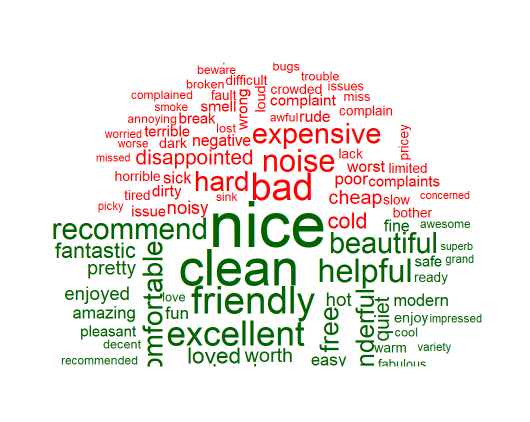 beware
bugs
trouble
broken
difficult
issues
complained
fault
wrong
loud
crowded
miss
smoke
smell
complaint
complain
annoying
break
awful
rude
lost
worried
terrible
expensive
pricey
worse
dark
negative
lack
missed
disappointed
noise
worst
limited
horrible
sick
hard
bad
poor
complaints
tired
dirty
sink
cheap
slow
concerned
picky
issue
noisy
nice
cold
bother
recommend
fine
awesome
fantastic
beautiful
superb
pretty
clean
helpful
safe
grand
ready
enjoyed
love
friendly
hot
modern
amazing
fun
free
quiet
enjoy
impressed
pleasant
excellent
cool
decent
loved
worth
warm
variety
recommended
easy
fabulous
omfortable
nderful